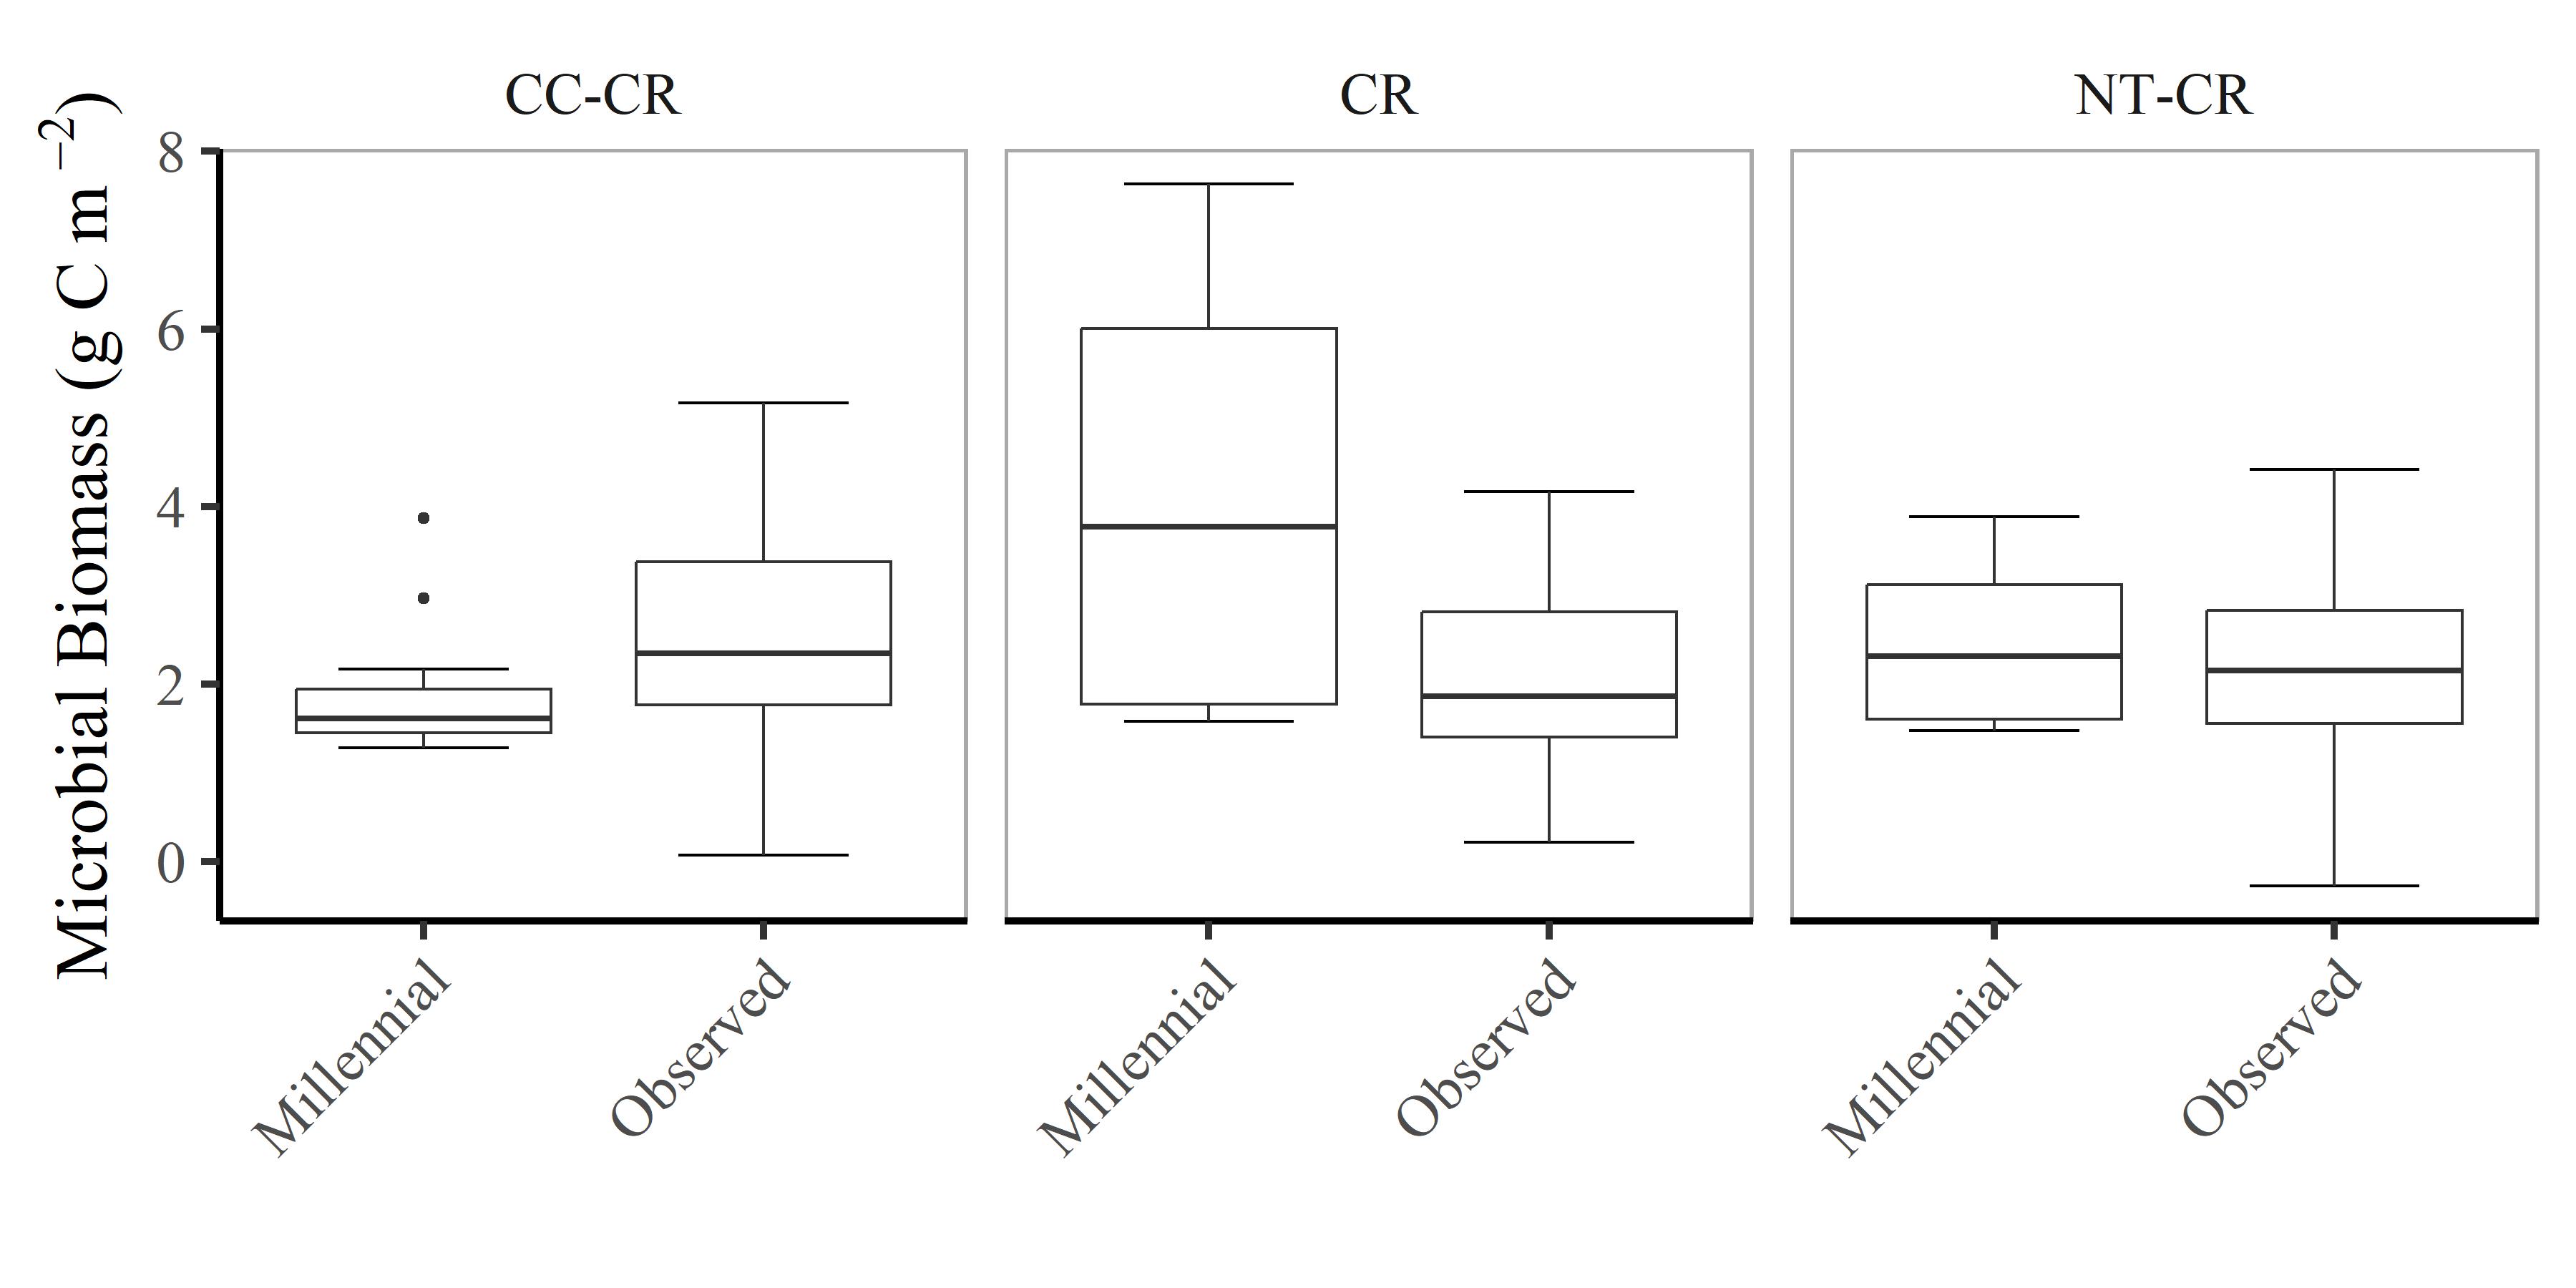 CC-CR
CR
NT-CR
Microbial Biomass (g C m⁻²)
8
6
4
2
0
Millennial
Observed
Millennial
Observed
Millennial
Observed